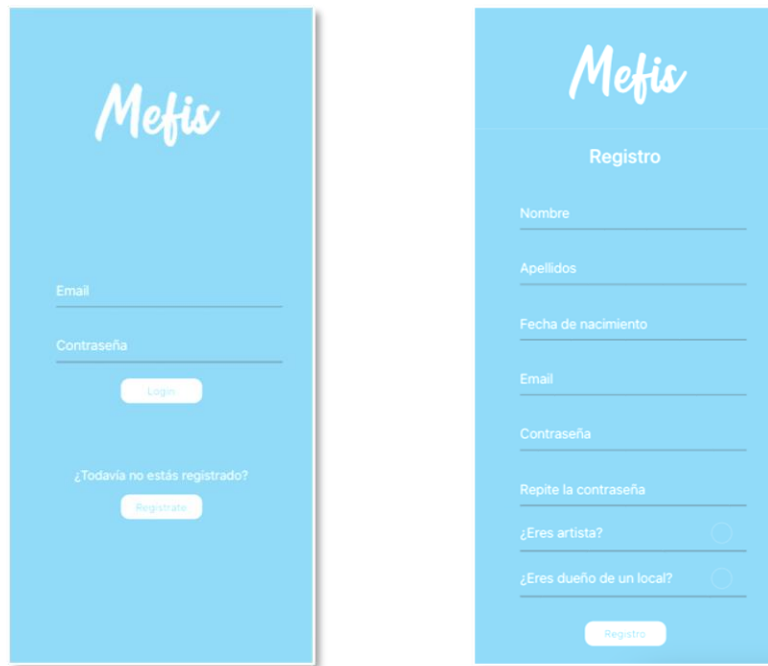 Mefis
Email
Contraseña
Login
¿Todavía no estás registrado?
Registrate
Mefis
Registro
Nombre
Apellidos
Fecha de nacimiento
Email
Contraseña
Repite la contraseña
¿Eres artista?
¿Eres dueño de un local?
Registro